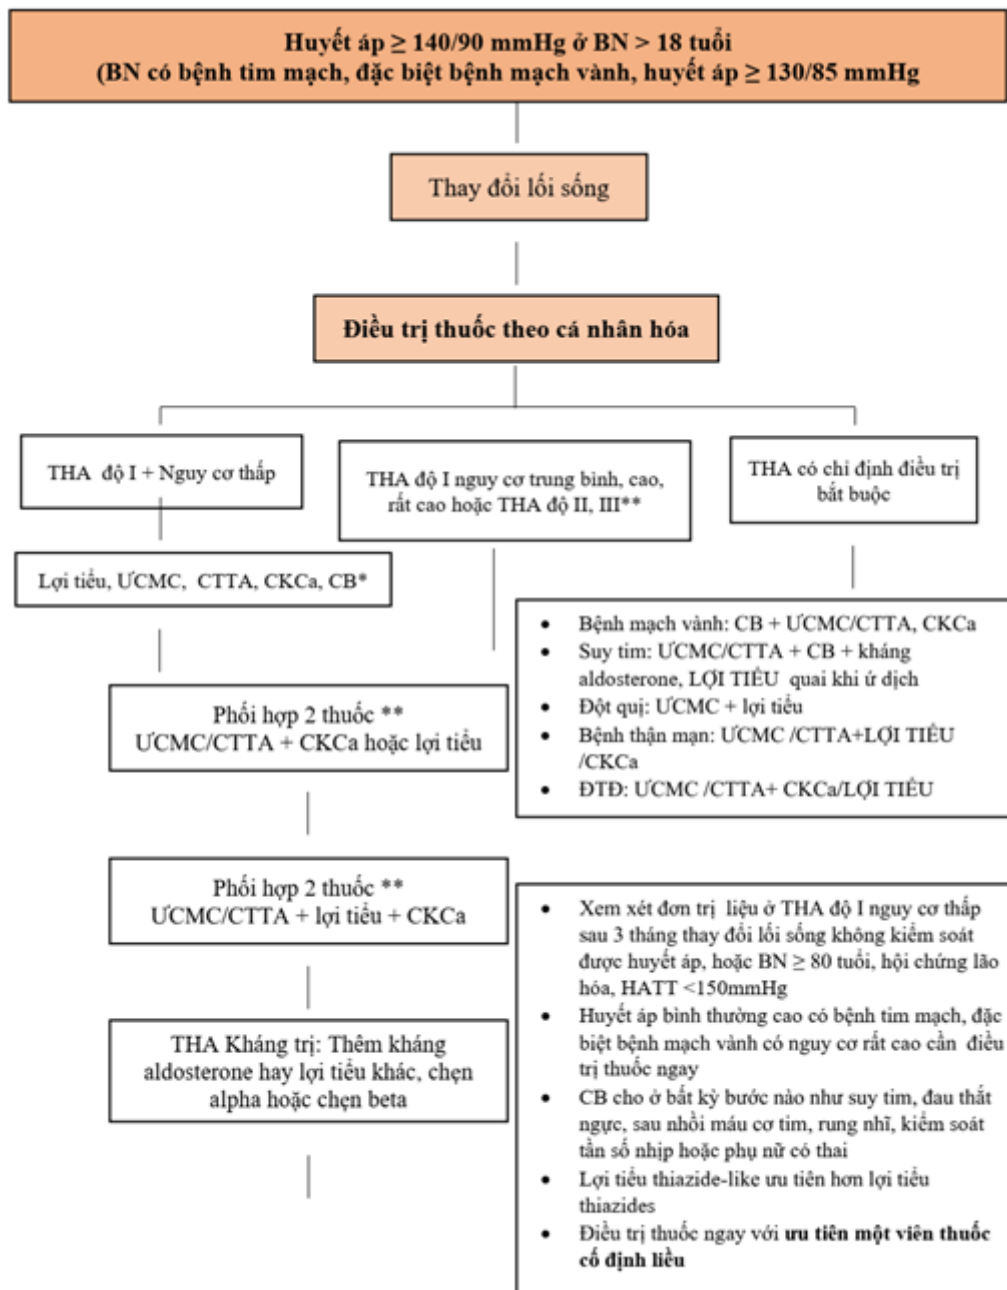 Huyết áp ≥ 140/90 mmHg ở BN > 18 tuổi
(BN có bệnh tim mạch, đặc biệt bệnh mạch vành, huyết áp ≥ 130/85 mmHg
Thay đổi lối sống
Điều trị thuốc theo cá nhân hóa
THA độ I + Nguy cơ thấp
THA độ I nguy cơ trung bình, cao,
rất cao hoặc THA độ II, III**
THA có chỉ định điều trị
bắt buộc
Lợi tiểu, ƯCMC, CTTA, CKCa, CB*
• Bệnh mạch vành: CB + ƯCMC/CTTA, CKCa
• Suy tim: ƯCMC/CTTA + CB + kháng
aldosterone, LỢI TIỂU quai khi ứ dịch
• Đột quị: ƯCMC + lợi tiểu
• Bệnh thận mạn: ƯCMC /CTTA+LỢI TIỂU
/CKCa
• ĐTĐ: ƯCMC /CTTA+ CKCa/LỢI TIỂU
Phối hợp 2 thuốc **
ƯCMC/CTTA + CKCa hoặc lợi tiểu
Phối hợp 2 thuốc **
ƯCMC/CTTA + lợi tiểu + CKCa
THA Kháng trị: Thêm kháng
aldosterone hay lợi tiểu khác, chẹn
alpha hoặc chẹn beta
• Xem xét đơn trị liệu ở THA độ I nguy cơ thấp
sau 3 tháng thay đổi lối sống không kiểm soát
được huyết áp, hoặc BN ≥ 80 tuổi, hội chứng lão
hóa, HATT <150mmHg
• Huyết áp bình thường cao có bệnh tim mạch, đặc
biệt bệnh mạch vành có nguy cơ rất cao cần điều
trị thuốc ngay
• CB cho ở bất kỳ bước nào như suy tim, đau thắt
ngực, sau nhồi máu cơ tim, rung nhĩ, kiểm soát
tần số nhịp hoặc phụ nữ có thai
• Lợi tiểu thiazide-like ưu tiên hơn lợi tiểu
thiazides
• Điều trị thuốc ngay với ưu tiên một viên thuốc
cố định liều